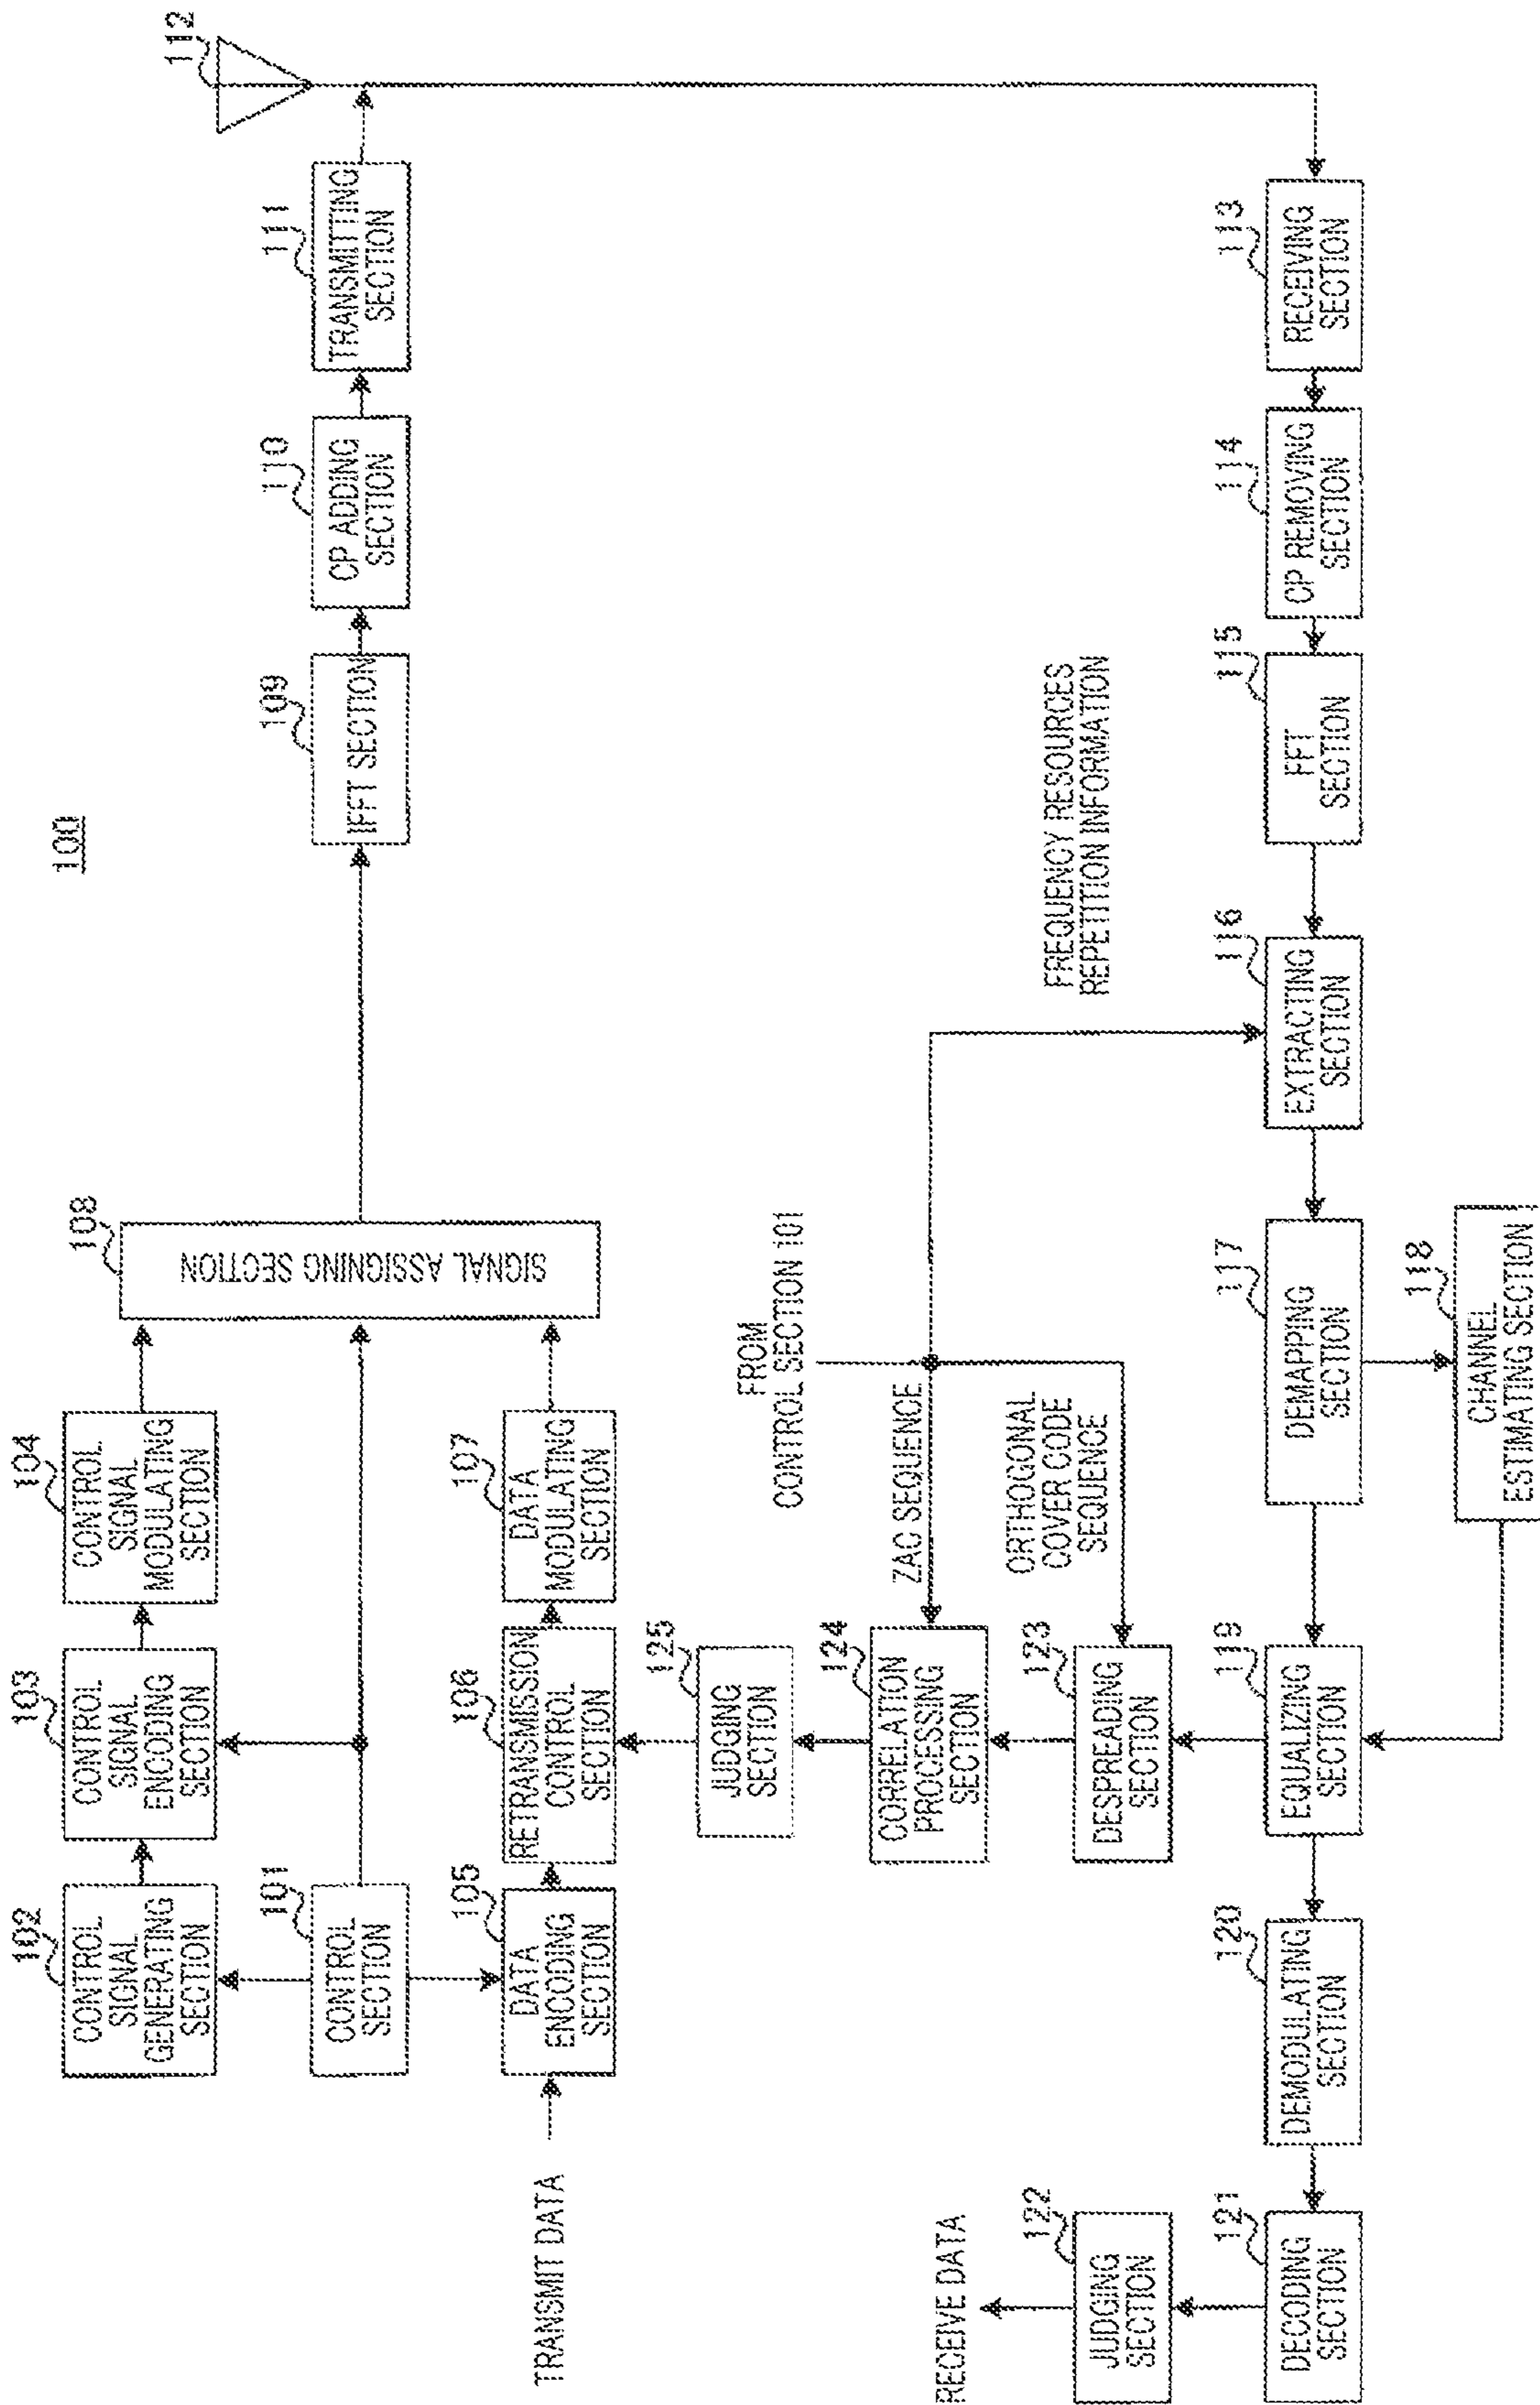 100
102
CONTROL
SIGNAL
GENERATING
SECTION
103
CONTROL
SIGNAL
ENCODING
SECTION
104
CONTROL
SIGNAL
MODULATING
SECTION
101
CONTROL
SECTION
TRANSMIT DATA
105
DATA
ENCODING
SECTION
106
RETRANSMISSION
CONTROL
SECTION
107
DATA
MODULATING
SECTION
108
SIGNAL ASSIGNING SECTION
109
IFFT SECTION
110
CP ADDING
SECTION
111
TRANSMITTING
SECTION
112
113
RECEIVING
SECTION
114
CP REMOVING
SECTION
115
FFT
SECTION
116
EXTRACTING
SECTION
FREQUENCY RESOURCES
REPETITION INFORMATION
FROM
CONTROL SECTION 101
ZAC SEQUENCE
ORTHOGONAL
COVER CODE
SEQUENCE
117
DEMAPPING
SECTION
118
CHANNEL
ESTIMATING SECTION
119
EQUALIZING
SECTION
123
DESPREADING
SECTION
124
CORRELATION
PROCESSING
SECTION
125
JUDGING
SECTION
120
DEMODULATING
SECTION
121
DECODING
SECTION
122
JUDGING
SECTION
RECEIVE DATA